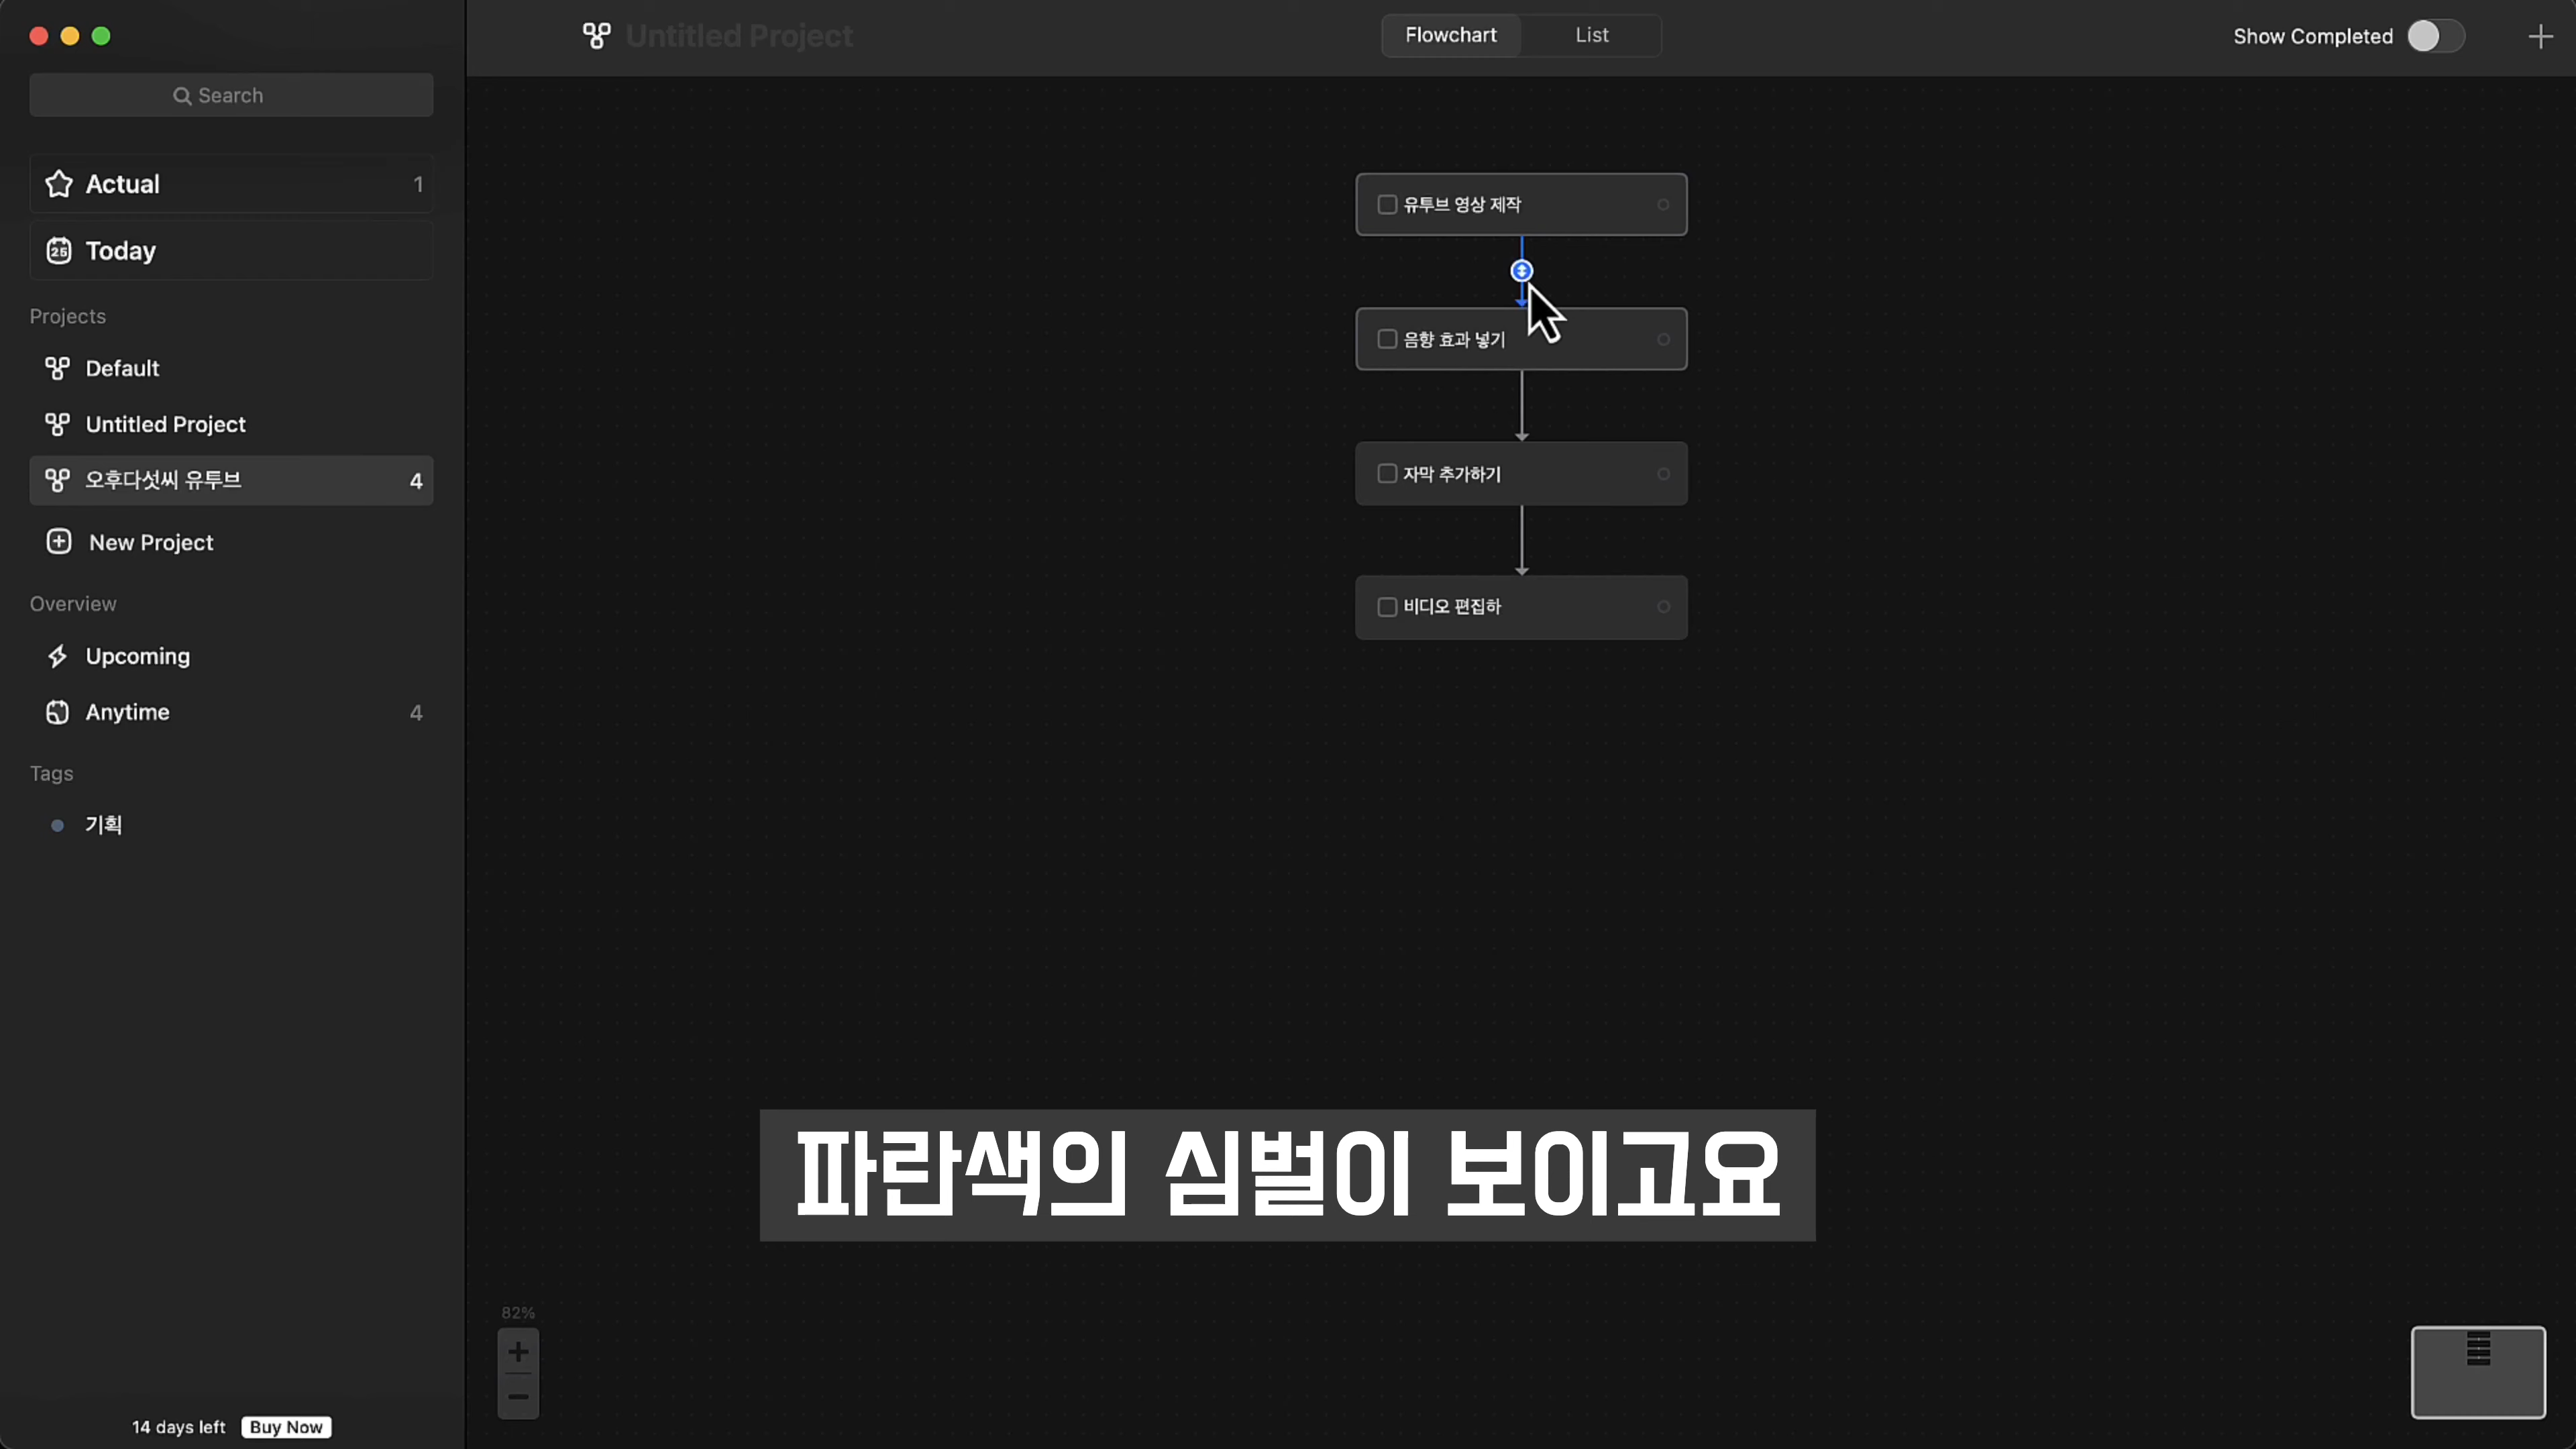 Untitled Project
Flowchart
List
Show Completed
Search
Actual 1
25 Today
Projects
Default
Untitled Project
오후다섯씨 유투브 4
New Project
Overview
Upcoming
Anytime 4
Tags
기획
유투브 영상 제작
음향 효과 넣기
자막 추가하기
비디오 편집하
파란색의 심벌이 보이고요
82%
14 days left Buy Now